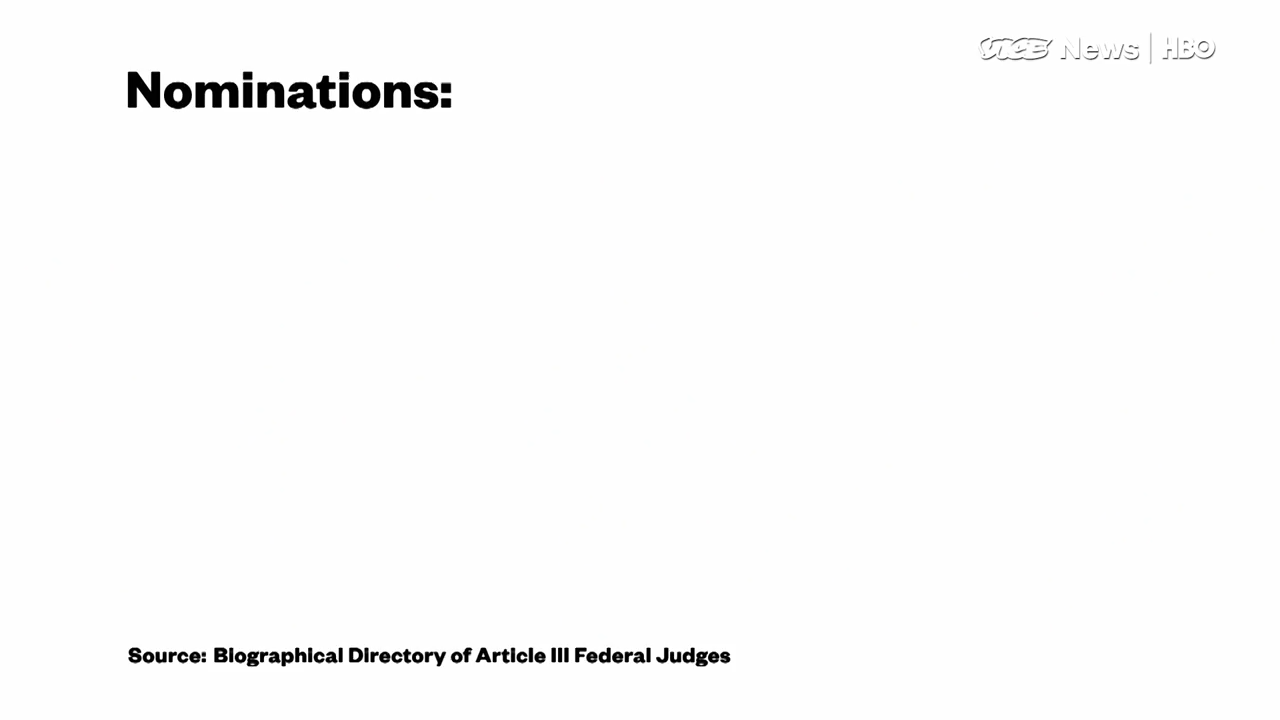 VICE News | HBO
Nominations:
Source: Biographical Directory of Article III Federal Judges